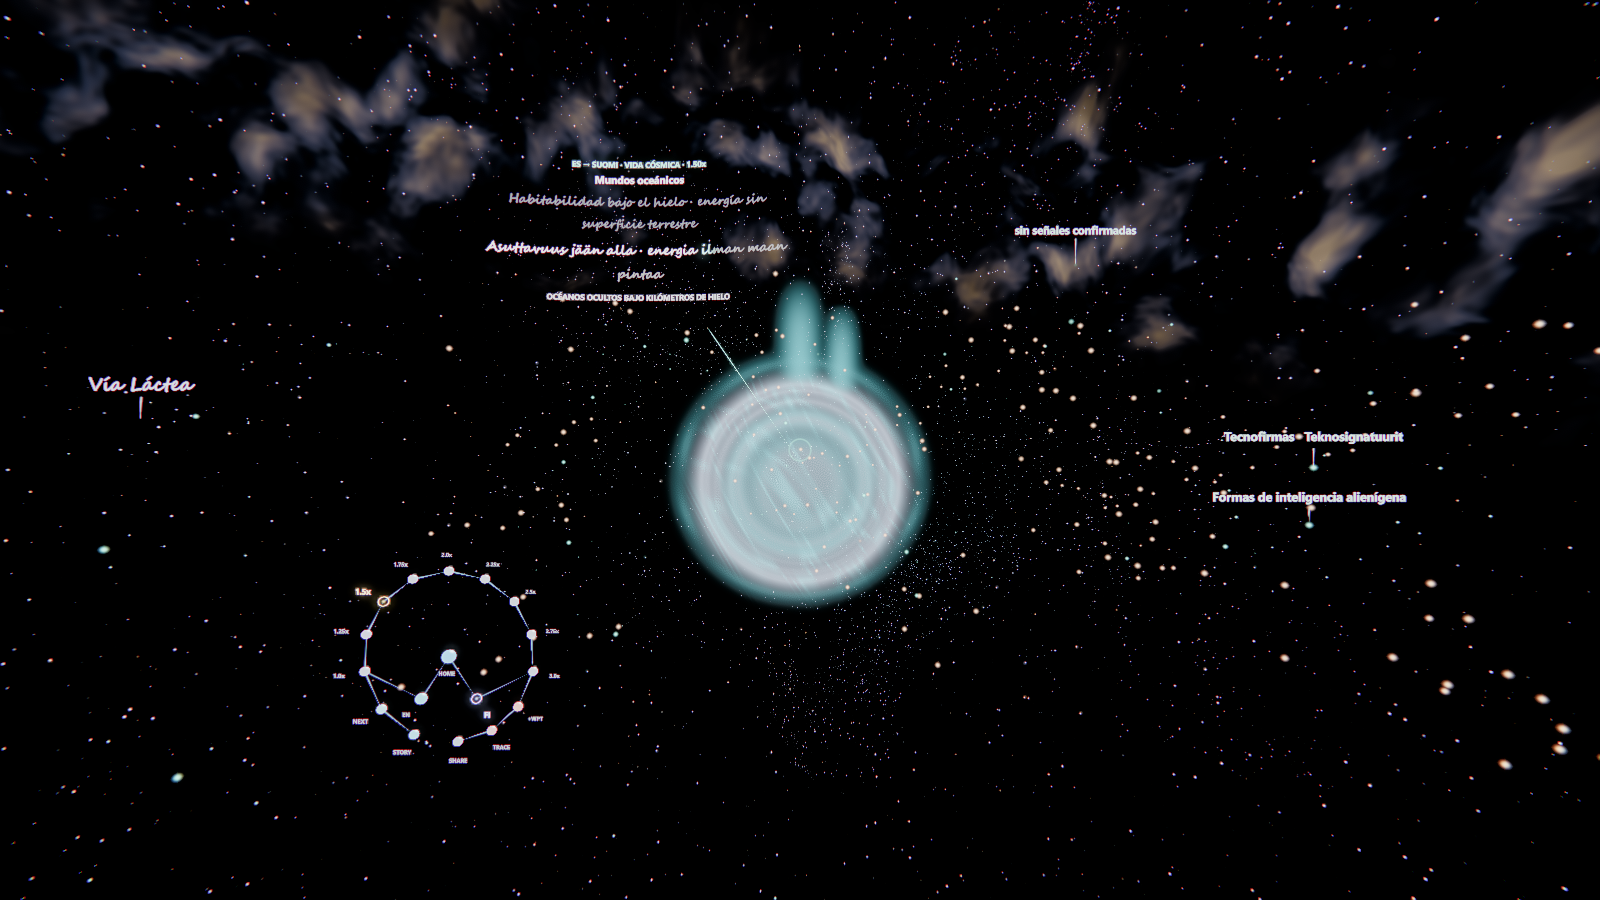 ES → SUOMI · VIDA CÓSMICA · 1.50x
Mundos oceánicos
Habitabilidad bajo el hielo · energía sin
superficie terrestre
Asuttavuus jään alla · energia ilman maan
pintaa
OCÉANOS OCULTOS BAJO KILÓMETROS DE HIELO
sin señales confirmadas
Vía Láctea
Tecnofirmas · Teknosignatuurit
Formas de inteligencia alienígena
2.0x
1.75x
2.25x
1.5x
2.5x
1.25x
2.75x
1.0x
HOME
3.0x
EN
FI
NEXT
+WPT
STORY
TRACE
SHARE